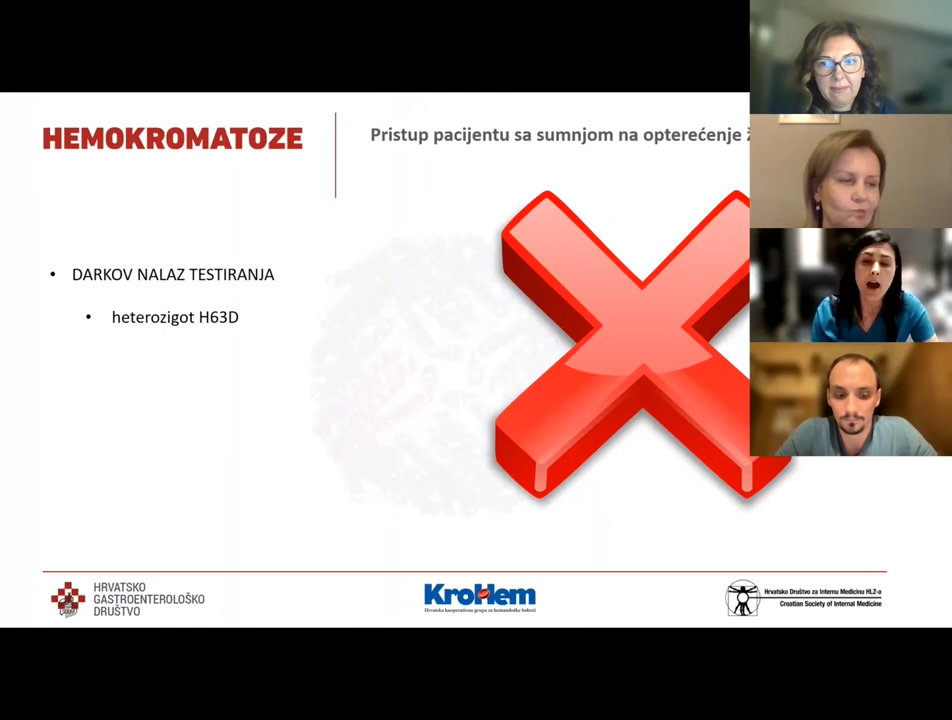 HEMOKROMATOZE
Pristup pacijentu sa sumnjom na opterećenje
DARKOV NALAZ TESTIRANJA
heterozigot H63D
HRVATSKO
GASTROENTEROLOŠKO
DRUŠTVO
KroHem
Hrvatska kooperativna grupa za hematološke bolesti
Hrvatsko Društvo za Internu Medicinu HLZ-a
Croatian Society of Internal Medicine